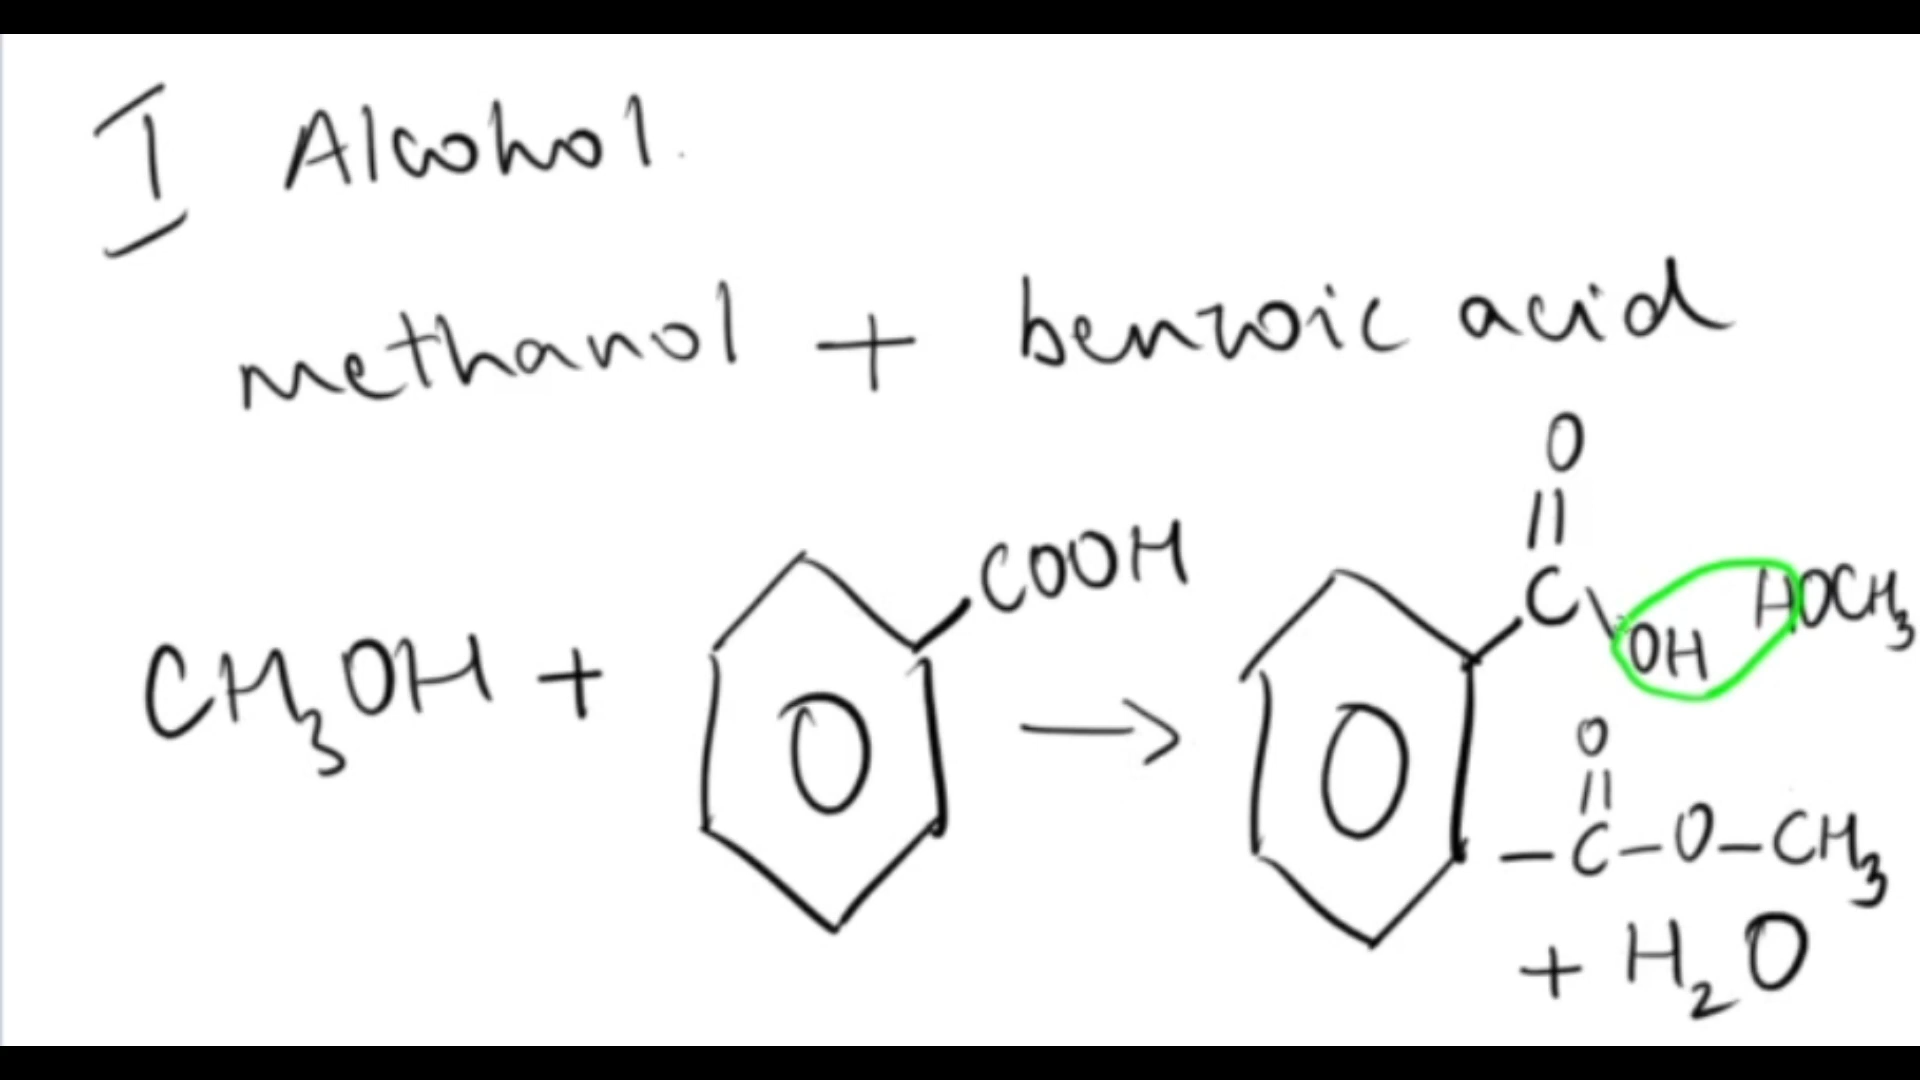 I Alcohol.
methanol + benzoic acid
CH₃OH + COOH → O
C OH HOCH₃
O
– C – O – CH₃
+ H₂O